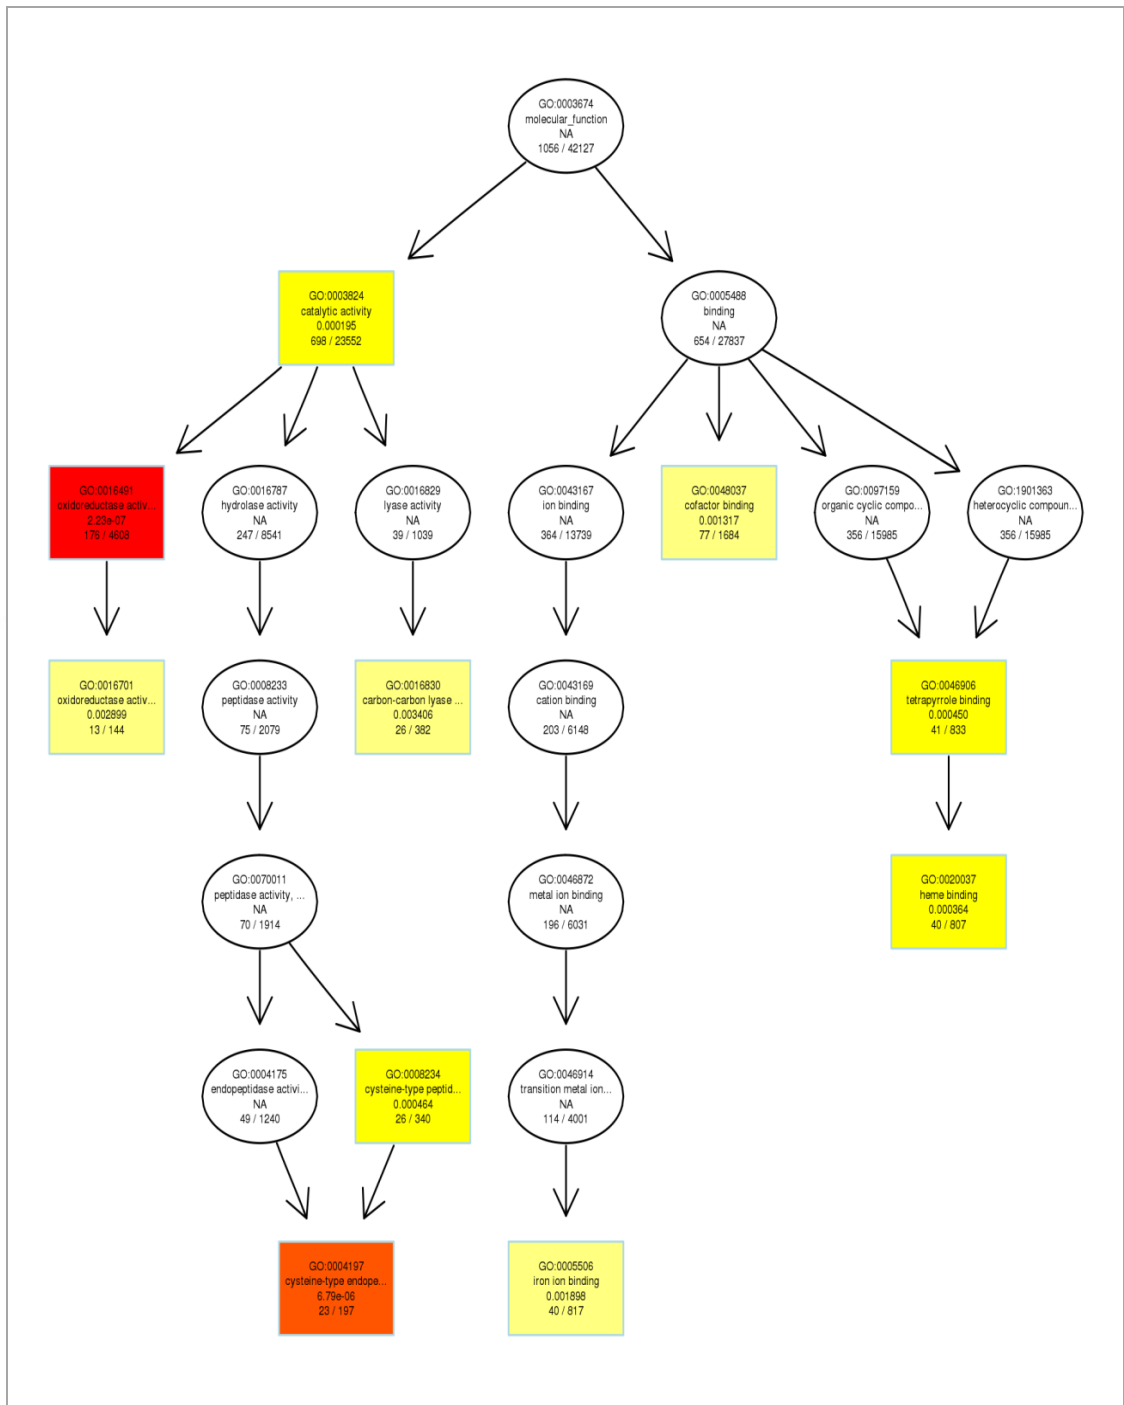 GO:0003674
molecular_function
NA
1056 / 42127
GO:0003824
catalytic activity
0.000195
698 / 23552
GO:0005488
binding
NA
654 / 27837
GO:0016491
oxidoreductase activ...
2.23e-07
178 / 4608
GO:0016787
hydrolase activity
NA
247 / 8541
GO:0016829
lyase activity
NA
39 / 1039
GO:0043167
ion binding
NA
364 / 13739
GO:0048037
cofactor binding
0.001317
77 / 1684
GO:0097159
organic cyclic compo...
NA
356 / 15985
GO:1901363
heterocyclic compoun...
NA
356 / 15985
GO:0016701
oxidoreductase activ...
0.002899
13 / 144
GO:0008233
peptidase activity
NA
75 / 2079
GO:0016830
carbon-carbon lyase ...
0.003406
26 / 382
GO:0043169
cation binding
NA
203 / 6148
GO:0046906
tetrapyrrole binding
0.000450
41 / 833
GO:0070011
peptidase activity, ...
NA
70 / 1914
GO:0046872
metal ion binding
NA
196 / 6031
GO:0020037
heme binding
0.000364
40 / 807
GO:0004175
endopeptidase activi...
NA
49 / 1240
GO:0008234
cysteine-type peptid...
0.000464
26 / 340
GO:0046914
transition metal ion...
NA
114 / 4001
GO:0004197
cysteine-type endope...
6.79e-06
23 / 197
GO:0005506
iron ion binding
0.001898
40 / 817